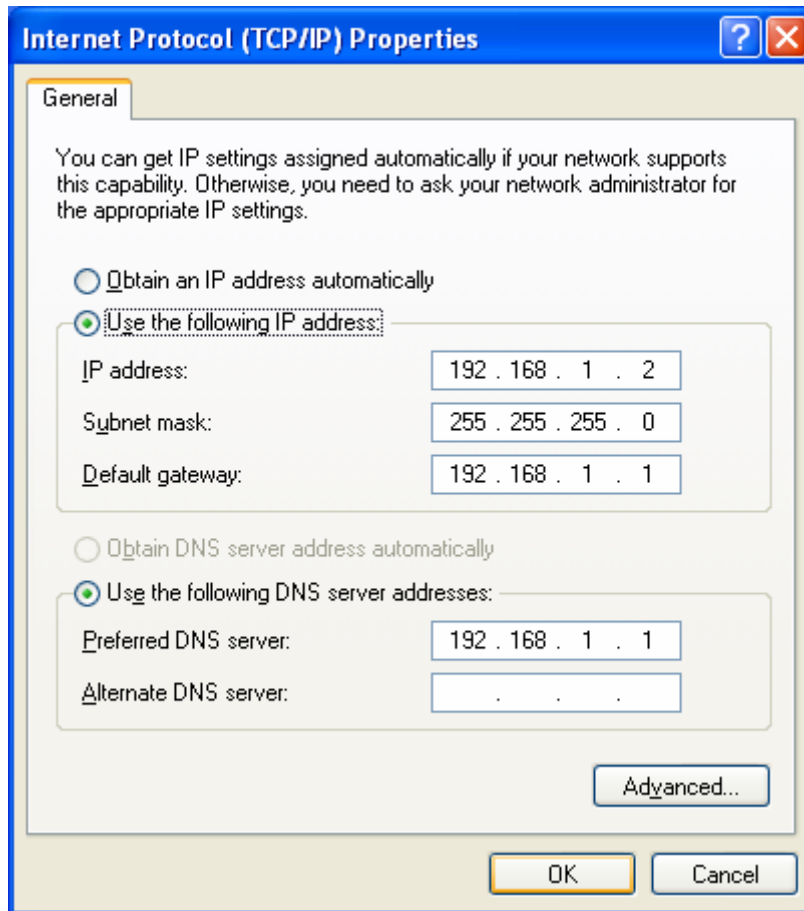 Internet Protocol (TCP/IP) Properties
General
You can get IP settings assigned automatically if your network supports
this capability. Otherwise, you need to ask your network administrator for
the appropriate IP settings.
Obtain an IP address automatically
Use the following IP address:
IP address: 192 . 168 . 1 . 2
Subnet mask: 255 . 255 . 255 . 0
Default gateway: 192 . 168 . 1 . 1
Obtain DNS server address automatically
Use the following DNS server addresses:
Preferred DNS server: 192 . 168 . 1 . 1
Alternate DNS server: . . .
Advanced...
OK Cancel